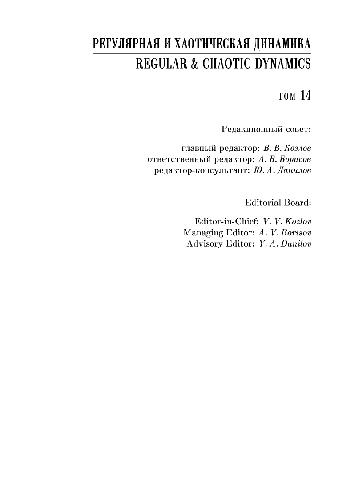 РЕГУЛЯРНАЯ И ХАОТИЧЕСКАЯ ДИНАМИКА
REGULAR & CHAOTIC DYNAMICS
ТОМ 14
Редакционный совет:
главный редактор: В. В. Козлов
ответственный редактор: А. В. Борисов
редактор-консультант: Ю. А. Данилов
Editorial Board:
Editor-in-Chief: V. V. Kozlov
Managing Editor: A. V. Borisov
Advisory Editor: Y. A. Danilov